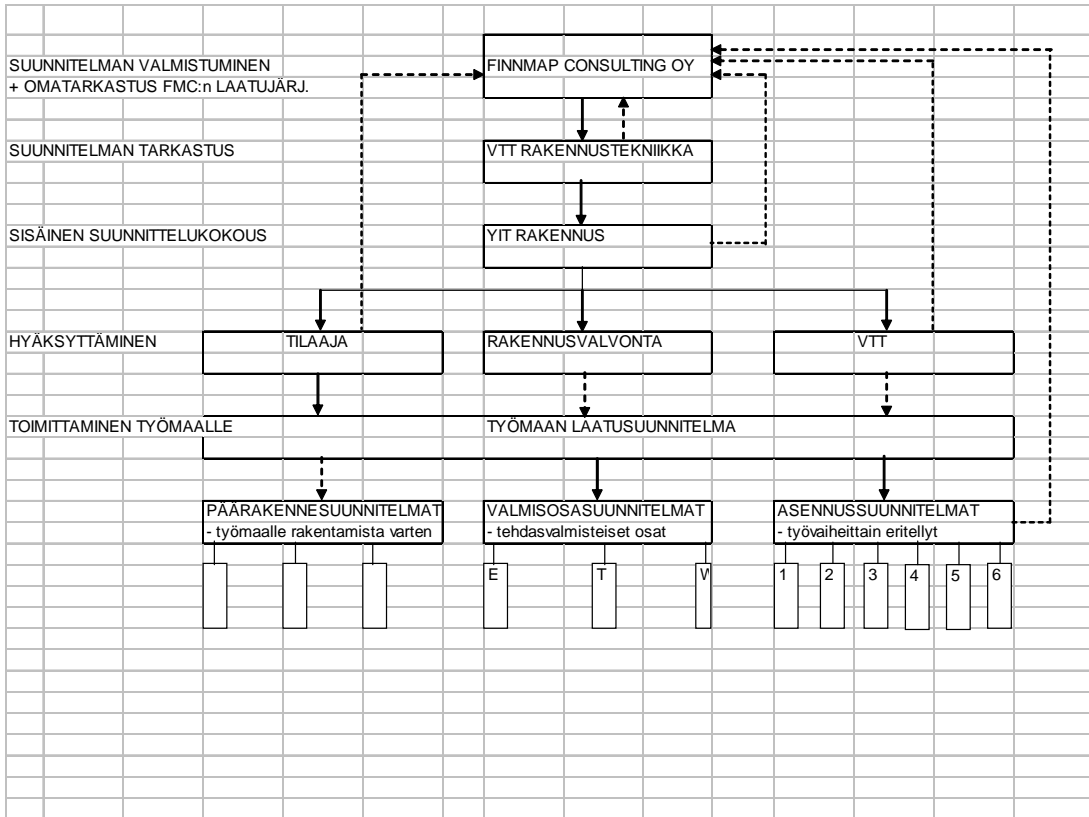 SUUNNITELMAN VALMISTUMINEN
+ OMATARKASTUS FMC:n LAATUJÄRJ.
FINNMAP CONSULTING OY
SUUNNITELMAN TARKASTUS
VTT RAKENNUSTEKNIIKKA
SISÄINEN SUUNNITTELUKOKOUS
YIT RAKENNUS
HYÄKSYTTÄMINEN
TILAAJA
RAKENNUSVALVONTA
VTT
TOIMITTAMINEN TYÖMAALLE
TYÖMAAN LAATUSUUNNITELMA
PÄÄRAKENNESUUNNITELMAT
- työmaalle rakentamista varten
VALMISOSASUUNNITELMAT
- tehdasvalmisteiset osat
ASENNUSSUUNNITELMAT
- työvaiheittain eritellyt
E
T
1
2
3
4
5
6